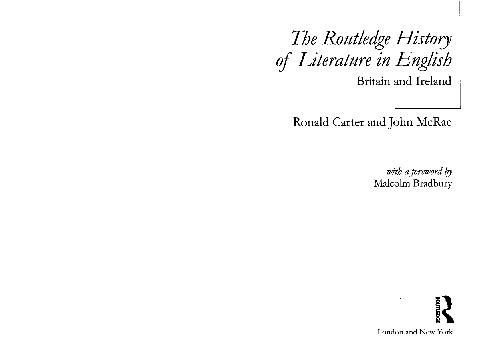 The Routledge History
of Literature in English
Britain and Ireland
Ronald Carter and John McRae
with a foreword by
Malcolm Bradbury
ROUTLEDGE
London and New York